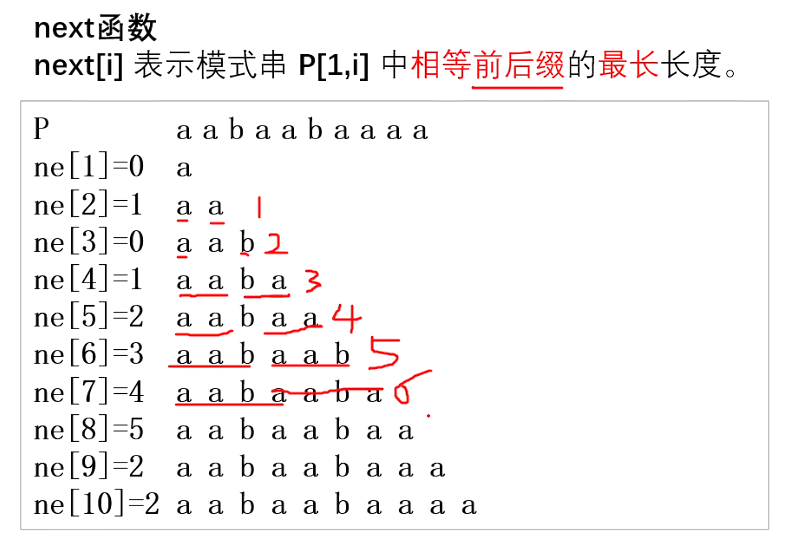 next函数
next[i] 表示模式串 P[1,i] 中相等前后缀的最长长度。
P a a b a a b a a a a
ne[1]=0 a
ne[2]=1 a a 1
ne[3]=0 a a b 2
ne[4]=1 a a b a 3
ne[5]=2 a a b a a 4
ne[6]=3 a a b a a b 5
ne[7]=4 a a b a a b a 6
ne[8]=5 a a b a a b a a
ne[9]=2 a a b a a b a a a
ne[10]=2 a a b a a b a a a a